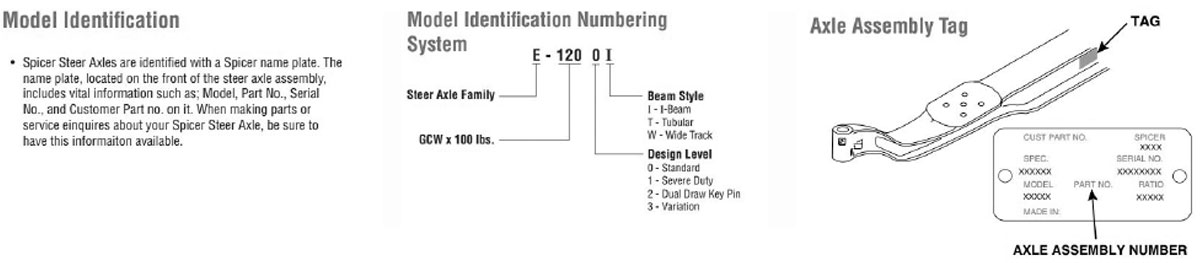 Model Identification
• Spicer Steer Axles are identified with a Spicer name plate. The
name plate, located on the front of the steer axle assembly,
includes vital information such as; Model, Part No., Serial
No., and Customer Part no. on it. When making parts or
service einquires about your Spicer Steer Axle, be sure to
have this informaiton available.
Model Identification Numbering
System
E - 120 0 I
Steer Axle Family
GCW x 100 lbs.
Beam Style
I - I-Beam
T - Tubular
W - Wide Track
Design Level
0 - Standard
1 - Severe Duty
2 - Dual Draw Key Pin
3 - Variation
Axle Assembly Tag
TAG
CUST PART NO. SPICER
XXXX
SPEC. SERIAL NO.
XXXXXX XXXXXXXX
MODEL PART NO. RATIO
XXXXX XXXXX
MADE IN:
AXLE ASSEMBLY NUMBER